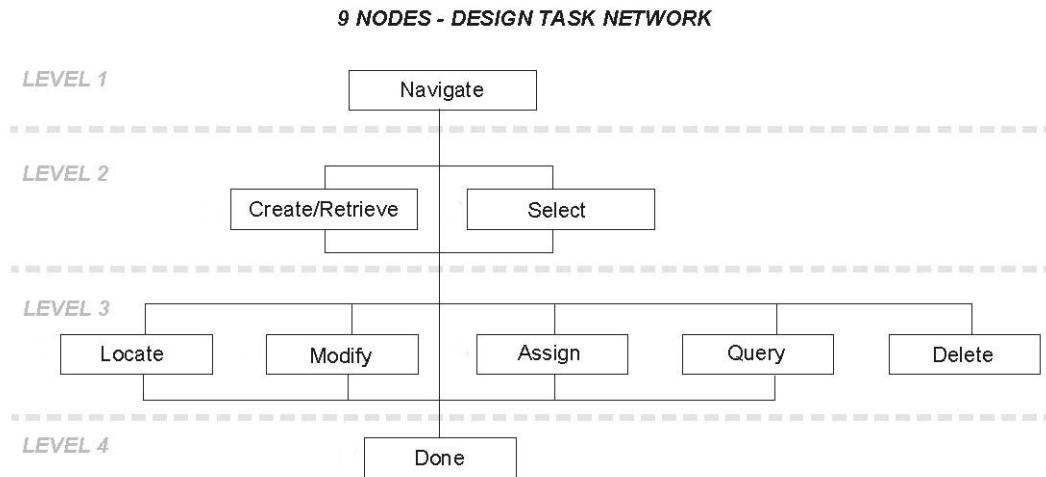 9 NODES - DESIGN TASK NETWORK
LEVEL 1
Navigate
LEVEL 2
Create/Retrieve
Select
LEVEL 3
Locate
Modify
Assign
Query
Delete
LEVEL 4
Done